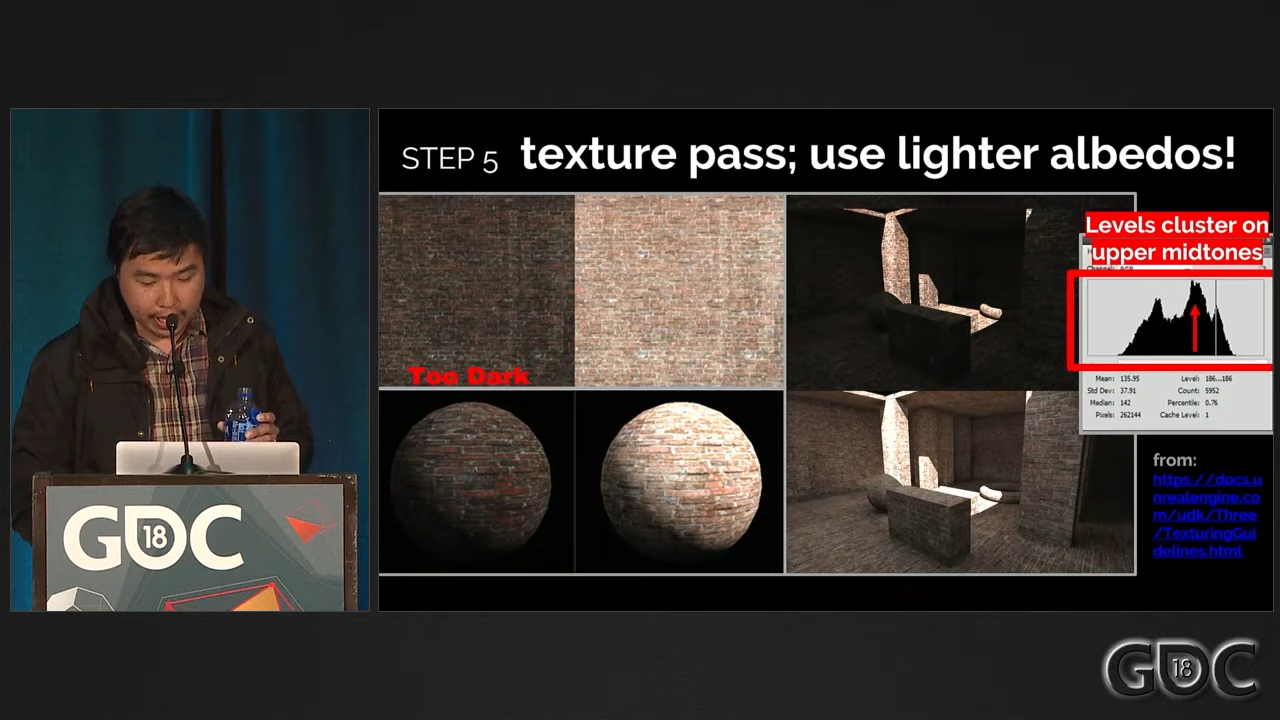 STEP 5 texture pass; use lighter albedos!
Too Dark
Levels cluster on
upper midtones
Mean: 135.95 Level: 186...186
Std Dev: 37.91 Count: 5952
Median: 142 Percentile: 0.76
Pixels: 262144 Cache Level: 1
from:
https://docs.u
nrealengine.co
m/udk/Three
/TexturingGui
delines.html
GDC
18
GDC
18